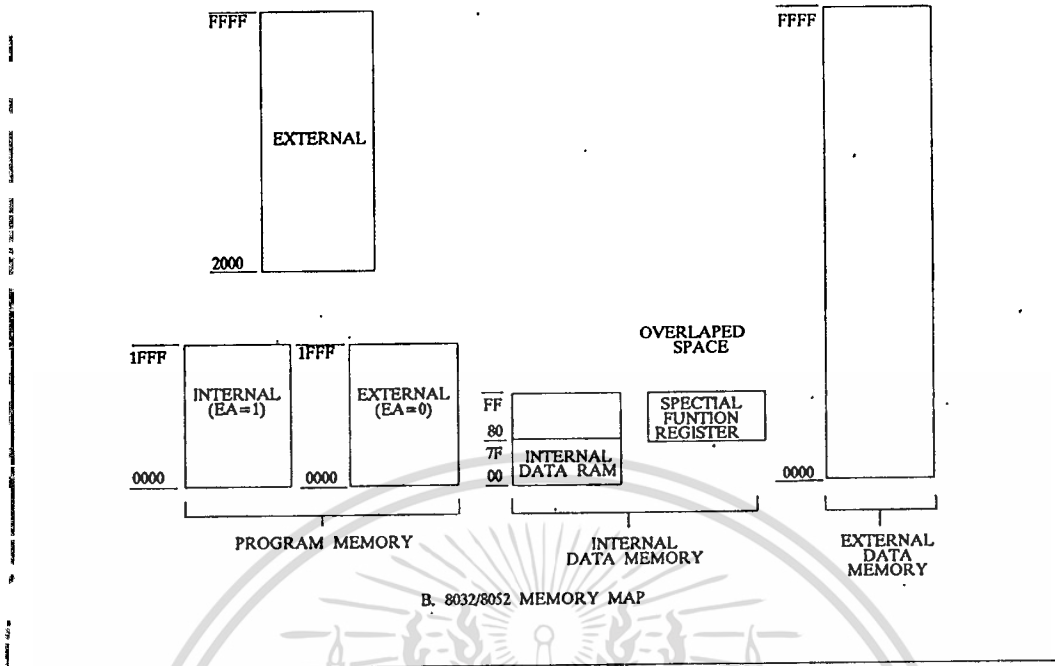 FFFF
EXTERNAL
2000
1FFF
INTERNAL
(EA=1)
0000
1FFF
EXTERNAL
(EA=0)
0000
PROGRAM MEMORY
FF
80
7F
00
INTERNAL
DATA RAM
OVERLAPED
SPACE
SPECTIAL
FUNTION
REGISTER
INTERNAL
DATA MEMORY
FFFF
0000
EXTERNAL
DATA
MEMORY
B. 8032/8052 MEMORY MAP